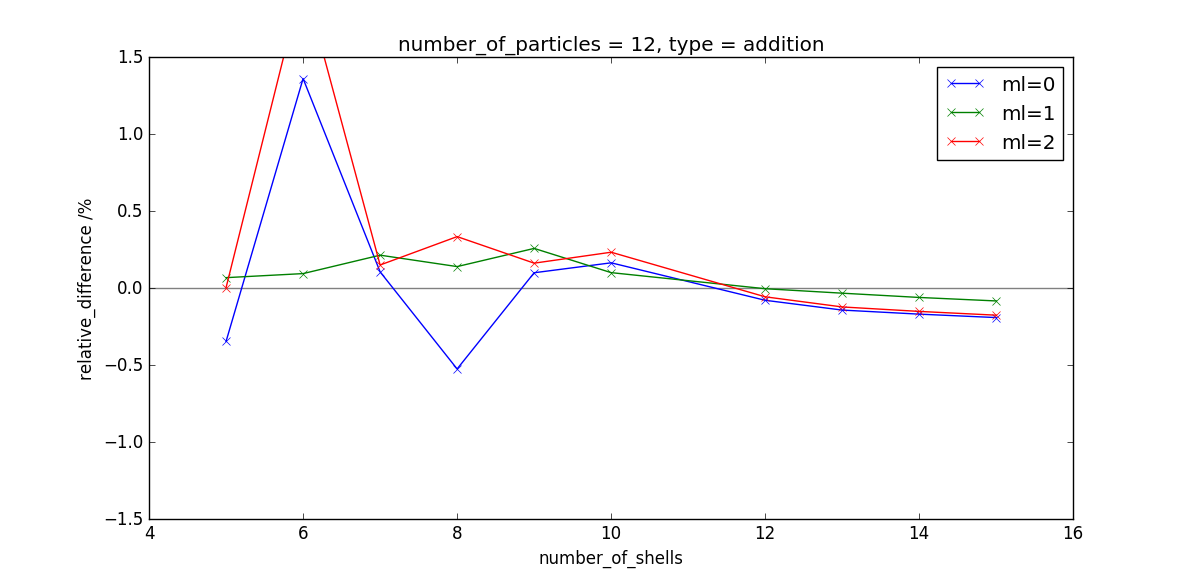 number_of_particles = 12, type = addition
1.5
1.0
0.5
0.0
−0.5
−1.0
−1.5
relative_difference /%
ml=0
ml=1
ml=2
4
6
8
10
12
14
16
number_of_shells